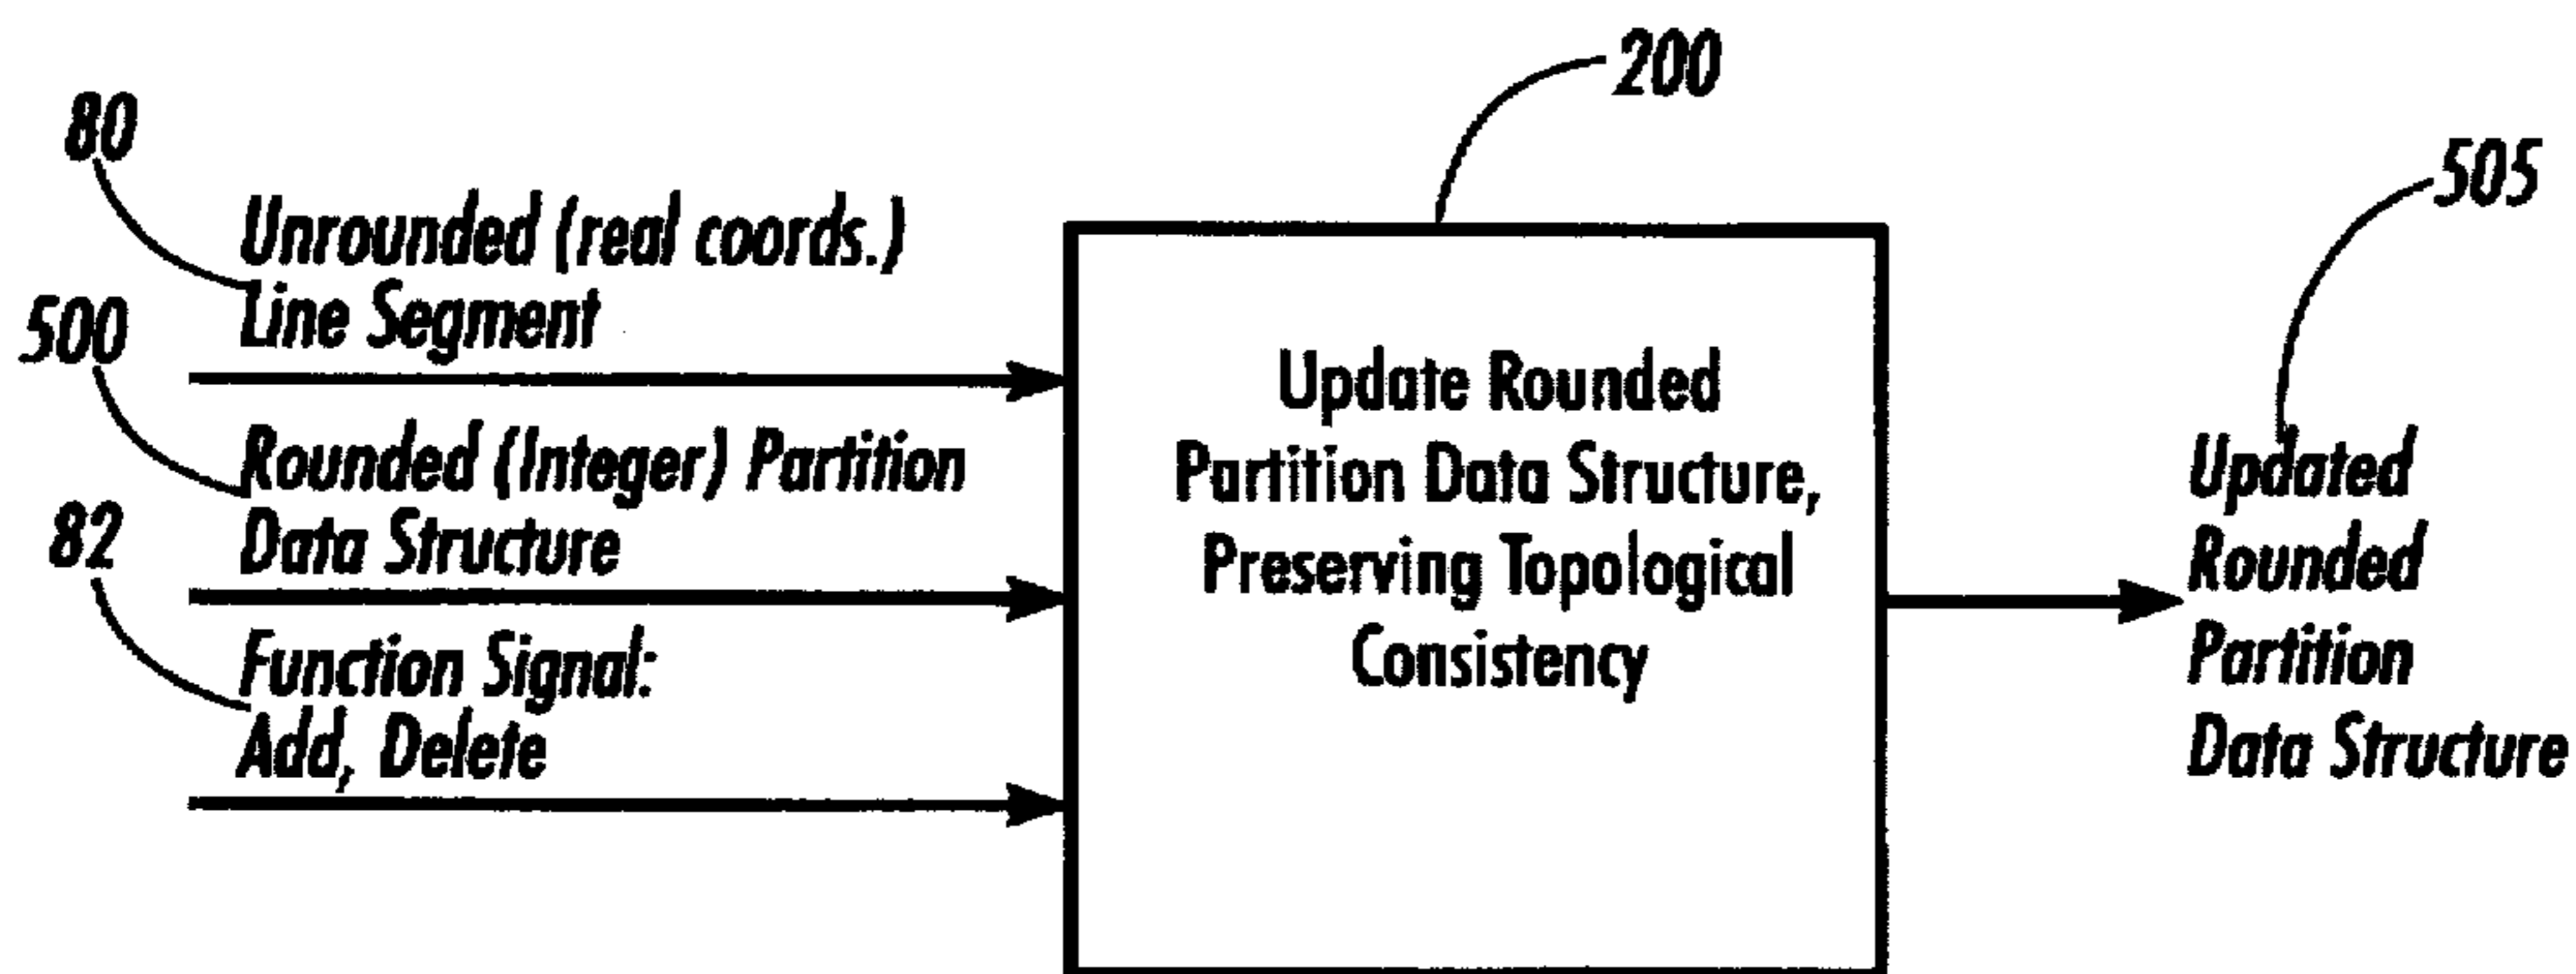 200
80
505
Unrounded (real coords.)
Line Segment
500
Rounded (Integer) Partition
Data Structure
82
Function Signal:
Add, Delete
Update Rounded
Partition Data Structure,
Preserving Topological
Consistency
Updated
Rounded
Partition
Data Structure